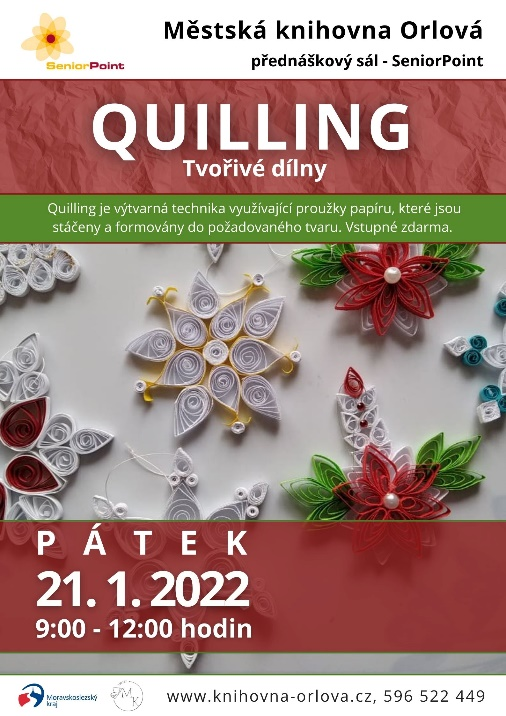 SeniorPoint
Městská knihovna Orlová
přednáškový sál - SeniorPoint
QUILLING
Tvořivé dílny
Quilling je výtvarná technika využívající proužky papíru, které jsou
stáčeny a formovány do požadovaného tvaru. Vstupné zdarma.
PÁTEK
21. 1. 2022
9:00 - 12:00 hodin
Moravskoslezský
kraj
MK
www.knihovna-orlova.cz, 596 522 449